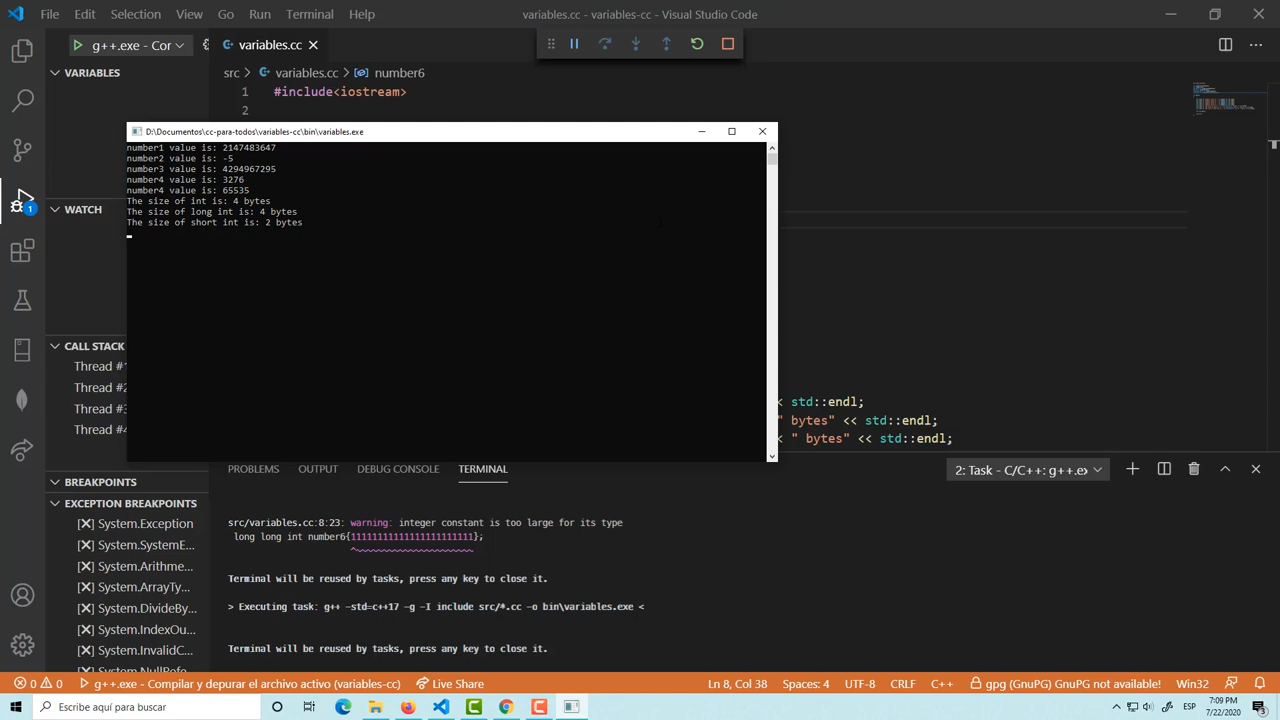 File Edit Selection View Go Run Terminal Help
variables.cc - variables-cc - Visual Studio Code
g++.exe - Cor
variables.cc
VARIABLES
src > variables.cc > number6
1 #include<iostream>
2
D:\Documentos\cc-para-todos\variables-cc\bin\variables.exe
number1 value is: 2147483647
number2 value is: -5
number3 value is: 4294967295
number4 value is: 3276
number4 value is: 65535
The size of int is: 4 bytes
The size of long int is: 4 bytes
The size of short int is: 2 bytes
1
WATCH
CALL STACK
Thread #1
Thread #2
Thread #3
Thread #4
< std::endl;
" bytes" << std::endl;
< " bytes" << std::endl;
PROBLEMS OUTPUT DEBUG CONSOLE TERMINAL
2: Task - C/C++: g++.ex
BREAKPOINTS
EXCEPTION BREAKPOINTS
System.Exception
System.SystemE...
System.Arithme...
System.ArrayTy...
System.DivideBy...
System.IndexOu...
System.InvalidC...
System.NullRefe...
src/variables.cc:8:23: warning: integer constant is too large for its type
long long int number6{11111111111111111111111};
^~~~~~~~~~~~~~~~~~~~~~~
Terminal will be reused by tasks, press any key to close it.
> Executing task: g++ -std=c++17 -g -I include src/*.cc -o bin\variables.exe <
Terminal will be reused by tasks, press any key to close it.
0 0 g++.exe - Compilar y depurar el archivo activo (variables-cc) Live Share
Ln 8, Col 38 Spaces: 4 UTF-8 CRLF C++ gpg (GnuPG) GnuPG not available! Win32
Escribe aquí para buscar
ESP
7:09 PM
7/22/2020
3